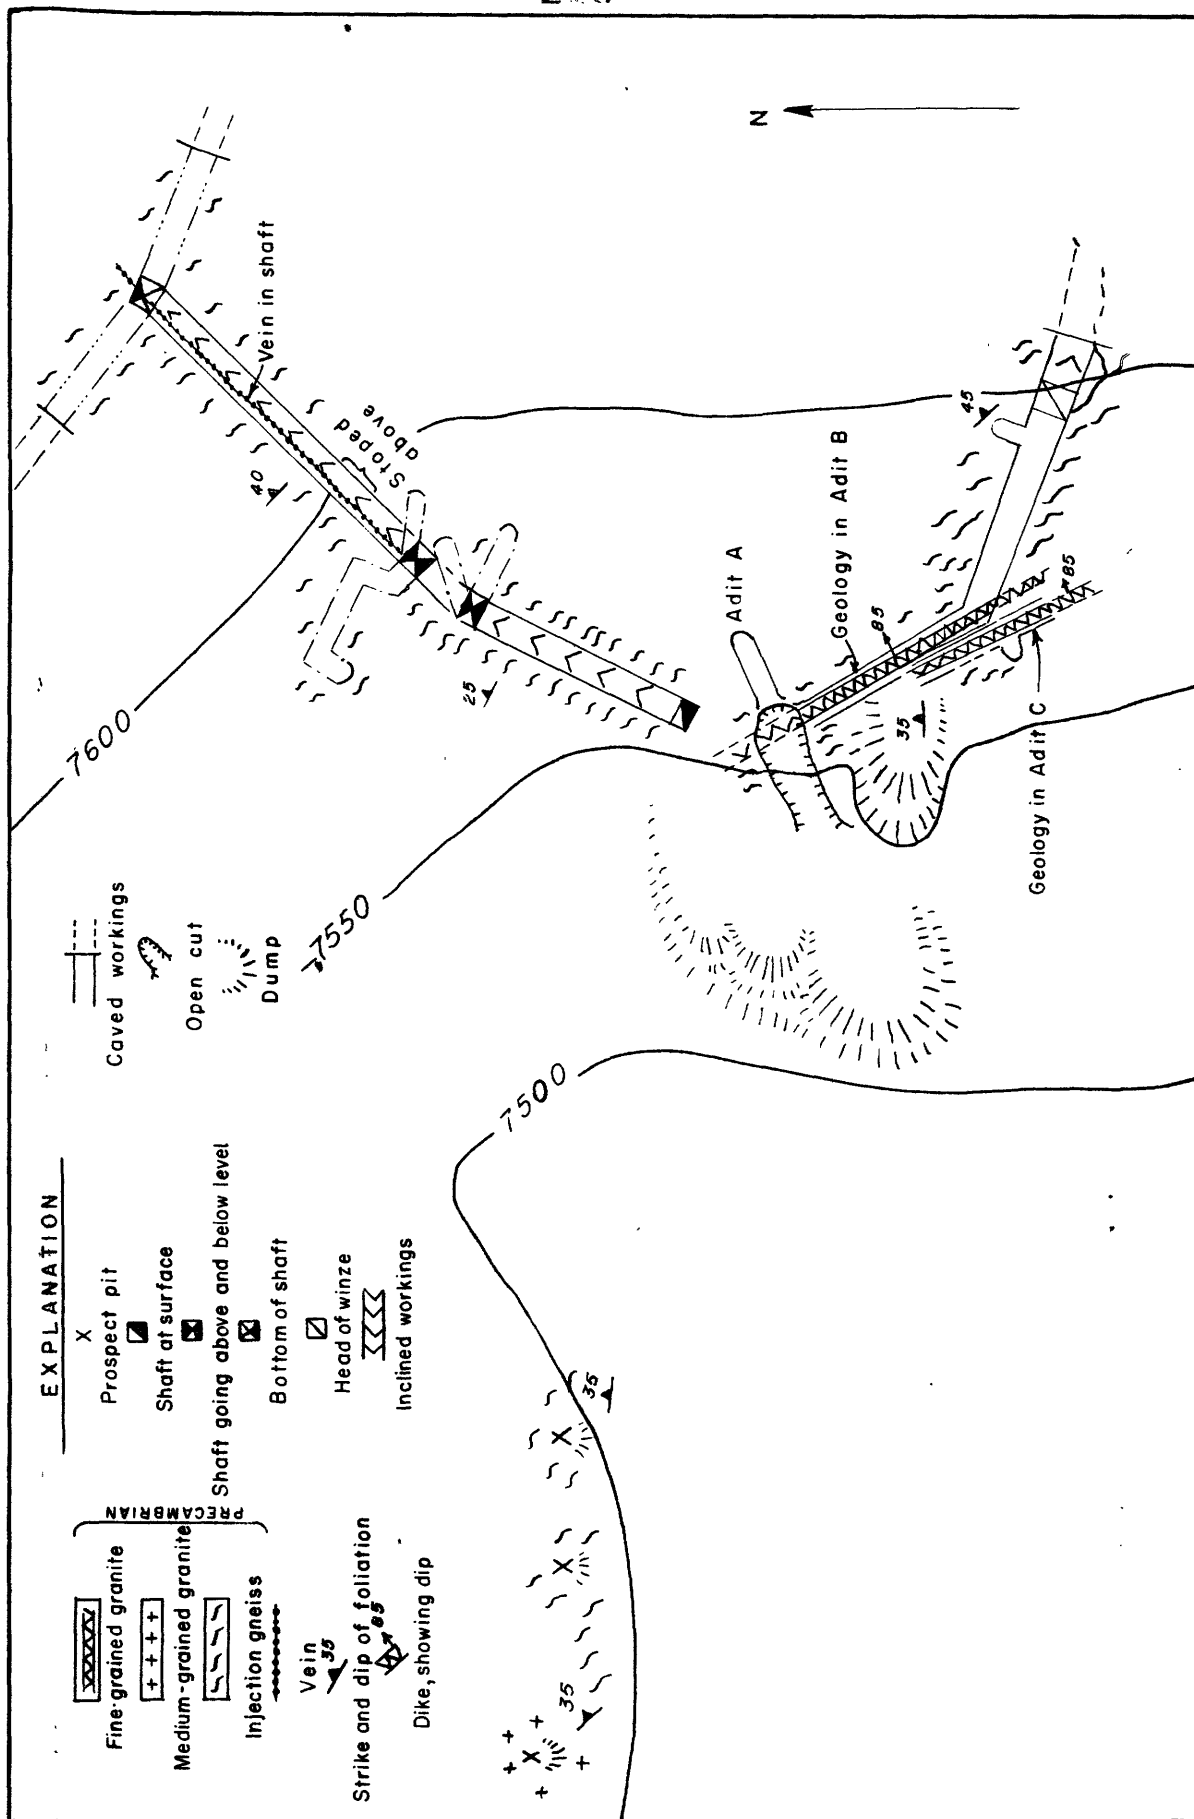 EXPLANATION
X
Prospect pit
Shaft at surface
Shaft going above and below level
Bottom of shaft
Head of winze
Inclined workings
Caved workings
Open cut
Dump
PRECAMBRIAN
Fine-grained granite
Medium-grained granite
Injection gneiss
Vein
35
Strike and dip of foliation
85
Dike, showing dip
7600
7550
7500
N
Vein in shaft
Stoped
above
40
25
Adit A
Geology in Adit B
85
45
85
35
Geology in Adit C
35
35
X
X
X